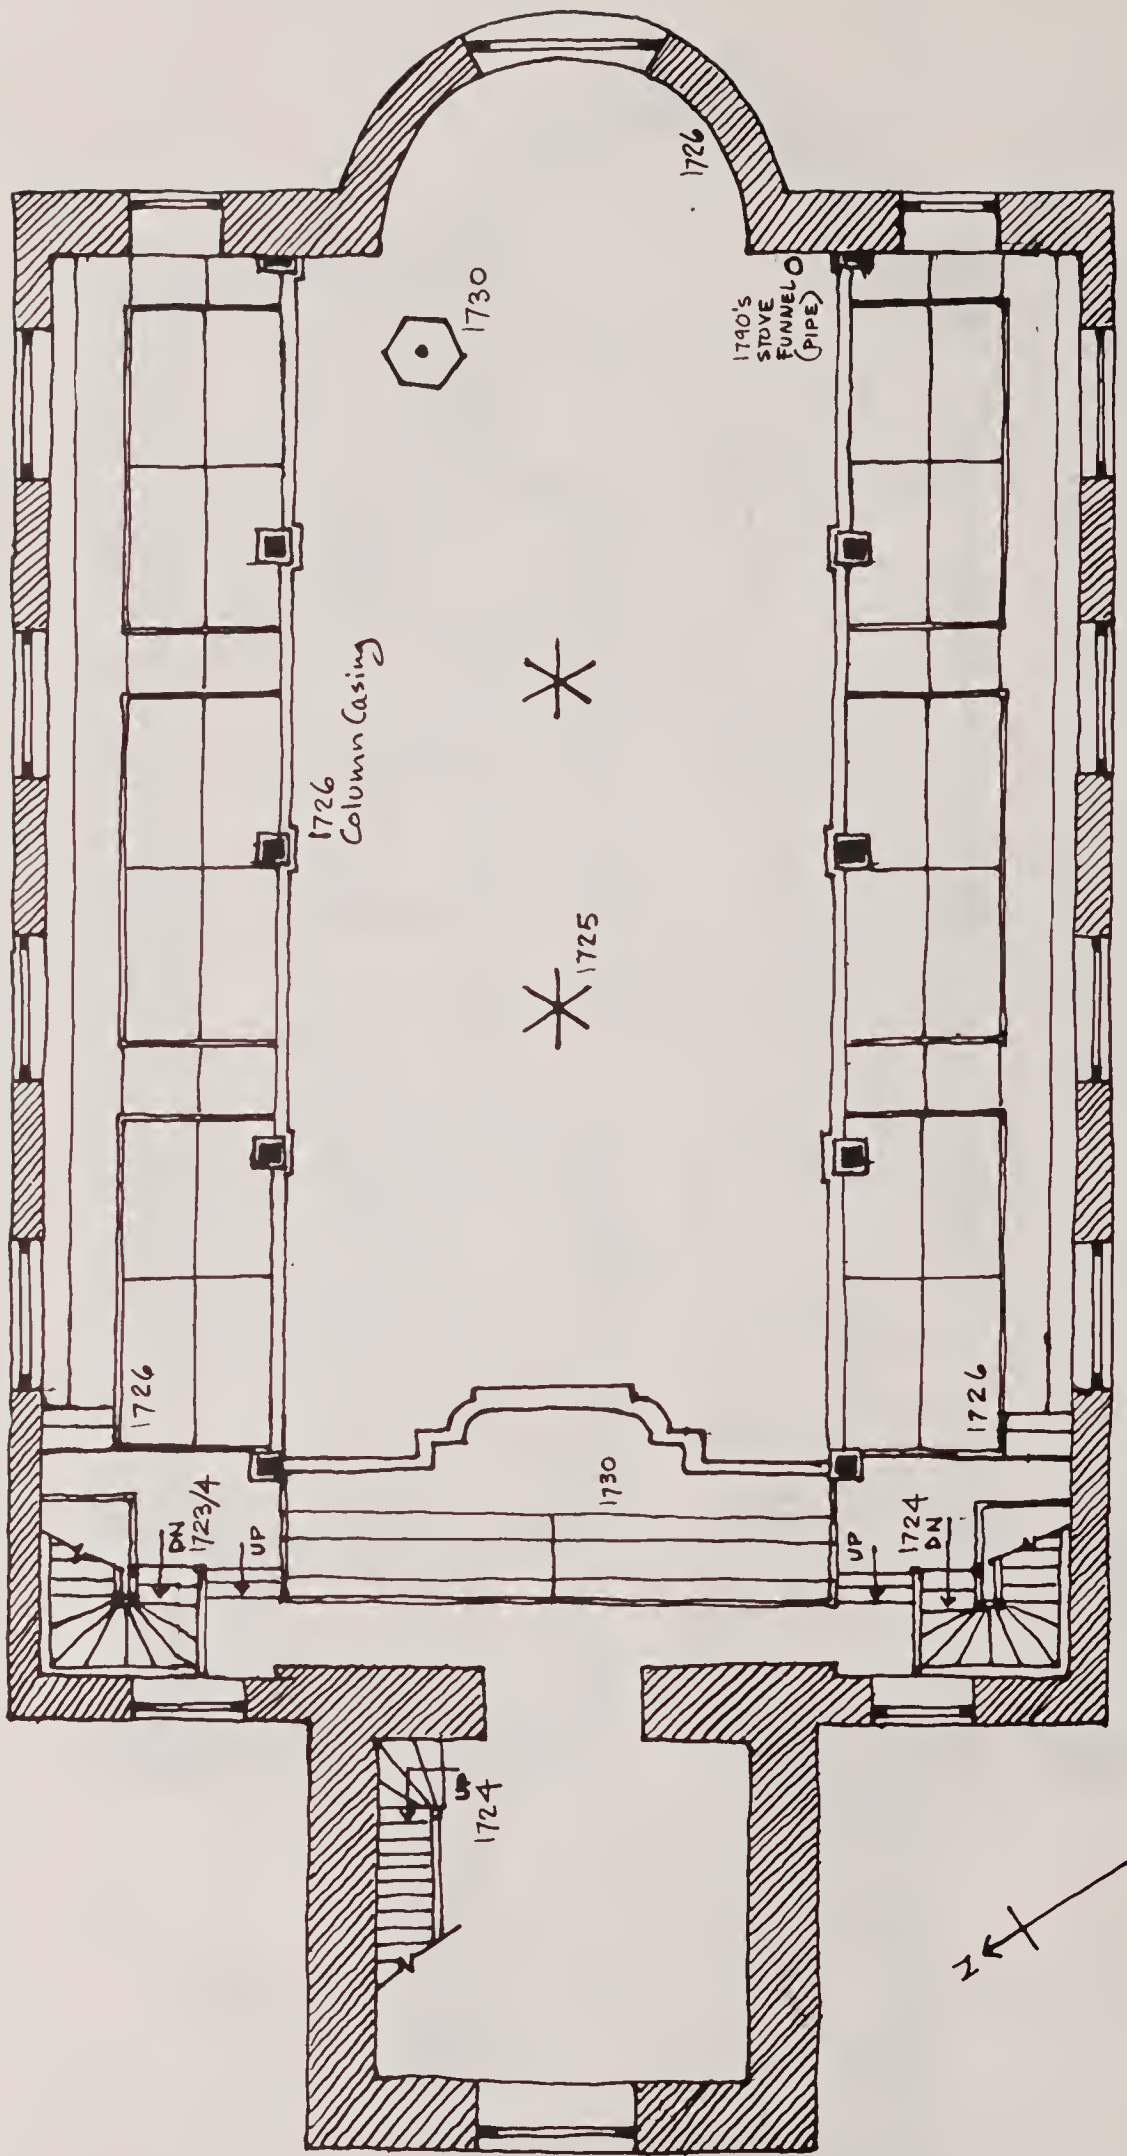 1726
1730
1790's
STOVE
FUNNEL
(PIPE)
1726
Column Casing
1725
1726
1726
1730
1723/4
DN
UP
1724
DN
UP
UP
1724
N